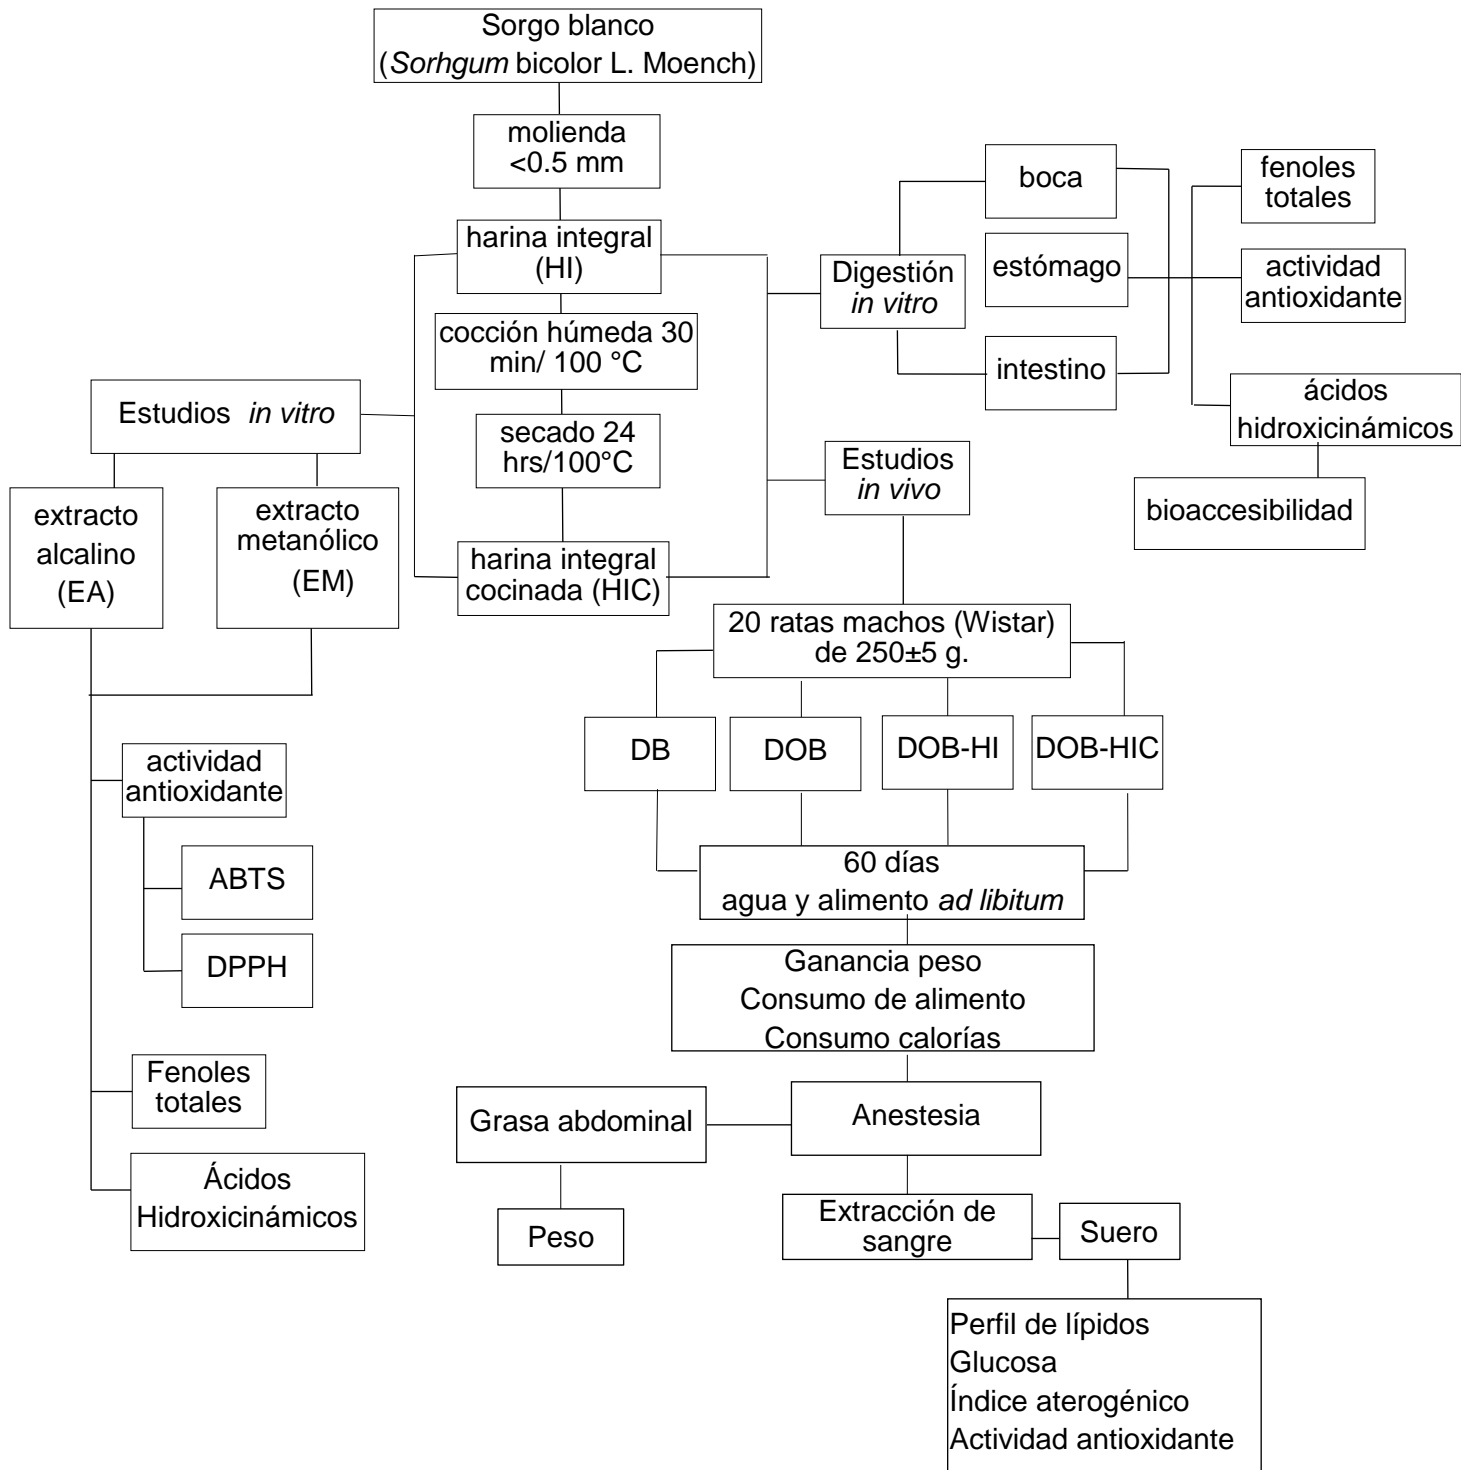 Sorgo blanco
(Sorhgum bicolor L. Moench)
molienda
<0.5 mm
harina integral
(HI)
cocción húmeda 30
min/ 100 °C
secado 24
hrs/100°C
harina integral
cocinada (HIC)
Estudios in vitro
extracto
alcalino
(EA)
extracto
metanólico
(EM)
actividad
antioxidante
ABTS
DPPH
Fenoles
totales
Ácidos
Hidroxicinámicos
Digestión
in vitro
boca
estómago
intestino
fenoles
totales
actividad
antioxidante
ácidos
hidroxicinámicos
bioaccesibilidad
Estudios
in vivo
20 ratas machos (Wistar)
de 250±5 g.
DB
DOB
DOB-HI
DOB-HIC
60 días
agua y alimento ad libitum
Ganancia peso
Consumo de alimento
Consumo calorías
Anestesia
Grasa abdominal
Peso
Extracción de
sangre
Suero
Perfil de lípidos
Glucosa
Índice aterogénico
Actividad antioxidante